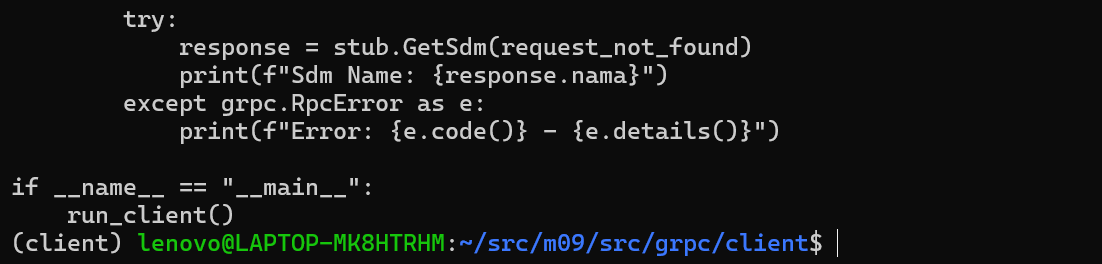 try:
            response = stub.GetSdm(request_not_found)
            print(f"Sdm Name: {response.nama}")
        except grpc.RpcError as e:
            print(f"Error: {e.code()} - {e.details()}")

if __name__ == "__main__":
    run_client()
(client) lenovo@LAPTOP-MK8HTRHM:~/src/m09/src/grpc/client$